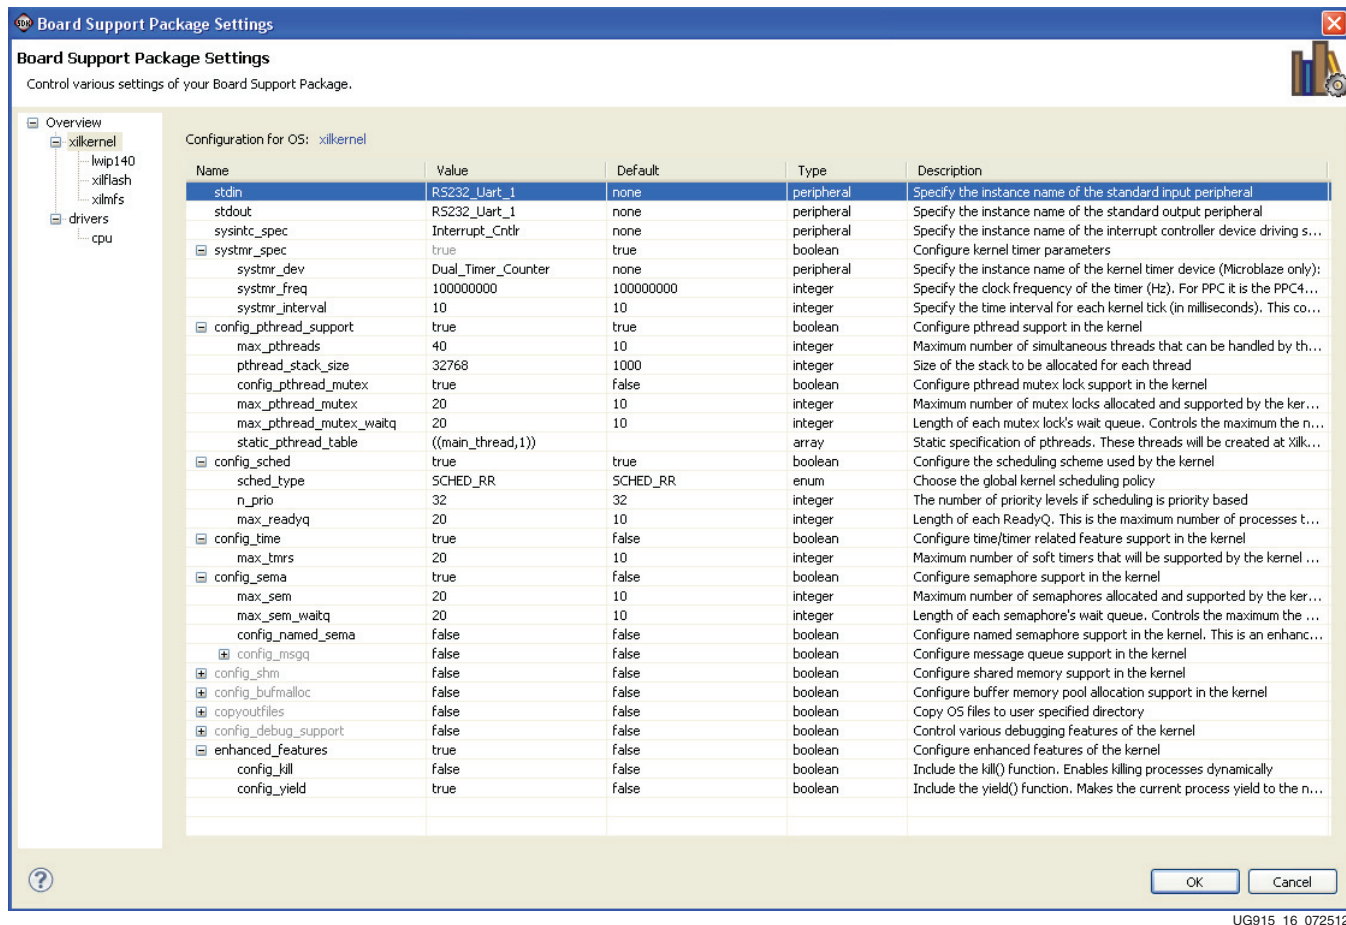 SDK Board Support Package Settings
Board Support Package Settings
Control various settings of your Board Support Package.
Overview
xilkernel
lwip140
xilflash
xilmfs
drivers
cpu
Configuration for OS: xilkernel
Name Value Default Type Description
stdin RS232_Uart_1 none peripheral Specify the instance name of the standard input peripheral
stdout RS232_Uart_1 none peripheral Specify the instance name of the standard output peripheral
sysintc_spec Interrupt_Cntlr none peripheral Specify the instance name of the interrupt controller device driving s...
systmr_spec true true boolean Configure kernel timer parameters
systmr_dev Dual_Timer_Counter none peripheral Specify the instance name of the kernel timer device (Microblaze only):
systmr_freq 100000000 100000000 integer Specify the clock frequency of the timer (Hz). For PPC it is the PPC4...
systmr_interval 10 10 integer Specify the time interval for each kernel tick (in milliseconds). This co...
config_pthread_support true true boolean Configure pthread support in the kernel
max_pthreads 40 10 integer Maximum number of simultaneous threads that can be handled by th...
pthread_stack_size 32768 1000 integer Size of the stack to be allocated for each thread
config_pthread_mutex true false boolean Configure pthread mutex lock support in the kernel
max_pthread_mutex 20 10 integer Maximum number of mutex locks allocated and supported by the ker...
max_pthread_mutex_waitq 20 10 integer Length of each mutex lock's wait queue. Controls the maximum the n...
static_pthread_table ((main_thread,1)) array Static specification of pthreads. These threads will be created at Xilk...
config_sched true true boolean Configure the scheduling scheme used by the kernel
sched_type SCHED_RR SCHED_RR enum Choose the global kernel scheduling policy
n_prio 32 32 integer The number of priority levels if scheduling is priority based
max_readyq 20 10 integer Length of each ReadyQ. This is the maximum number of processes t...
config_time true false boolean Configure time/timer related feature support in the kernel
max_tmrs 20 10 integer Maximum number of soft timers that will be supported by the kernel ...
config_sema true false boolean Configure semaphore support in the kernel
max_sem 20 10 integer Maximum number of semaphores allocated and supported by the ker...
max_sem_waitq 20 10 integer Length of each semaphore's wait queue. Controls the maximum the ...
config_named_sema false false boolean Configure named semaphore support in the kernel. This is an enhanc...
config_msgq false false boolean Configure message queue support in the kernel
config_shm false false boolean Configure shared memory support in the kernel
config_bufmalloc false false boolean Configure buffer memory pool allocation support in the kernel
copyoutfiles false false boolean Copy OS files to user specified directory
config_debug_support false false boolean Control various debugging features of the kernel
enhanced_features true false boolean Configure enhanced features of the kernel
config_kill false false boolean Include the kill() function. Enables killing processes dynamically
config_yield true false boolean Include the yield() function. Makes the current process yield to the n...
? OK Cancel
UG915_16_072512